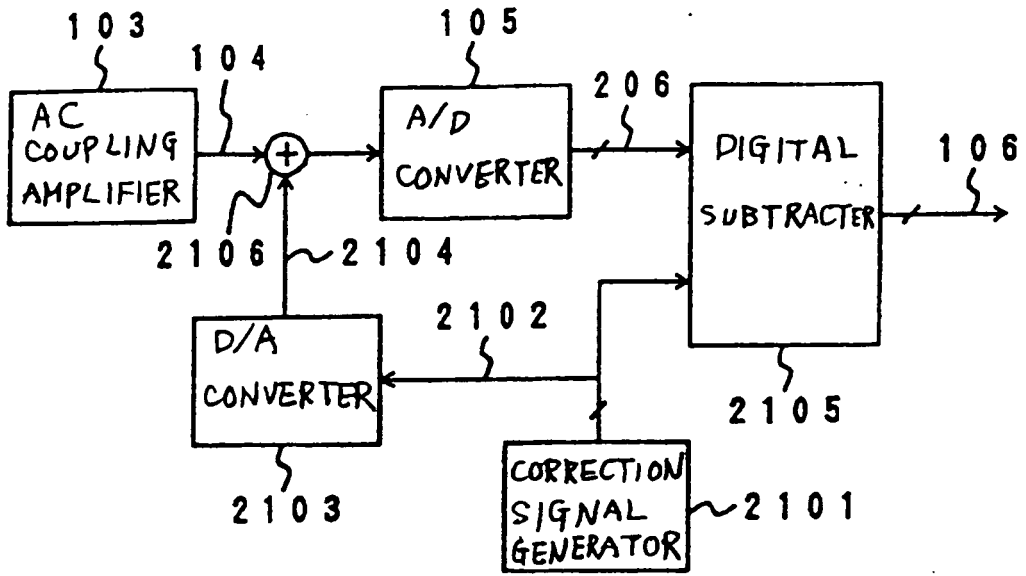 103
104
105
206
106
AC
COUPLING
AMPLIFIER
+
A/D
CONVERTER
DIGITAL
SUBTRACTER
2106
2104
2102
2105
D/A
CONVERTER
2103
CORRECTION
SIGNAL
GENERATOR
2101